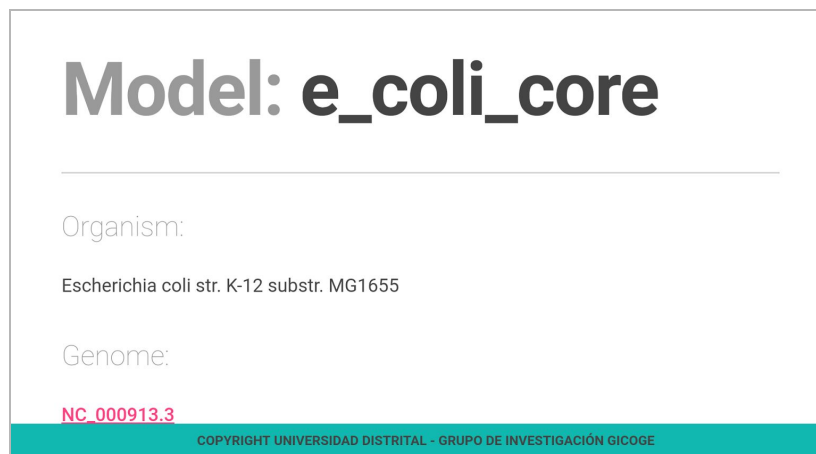 Model: e_coli_core
Organism:
Escherichia coli str. K-12 substr. MG1655
Genome:
NC_000913.3
COPYRIGHT UNIVERSIDAD DISTRITAL - GRUPO DE INVESTIGACIÓN GICOGE